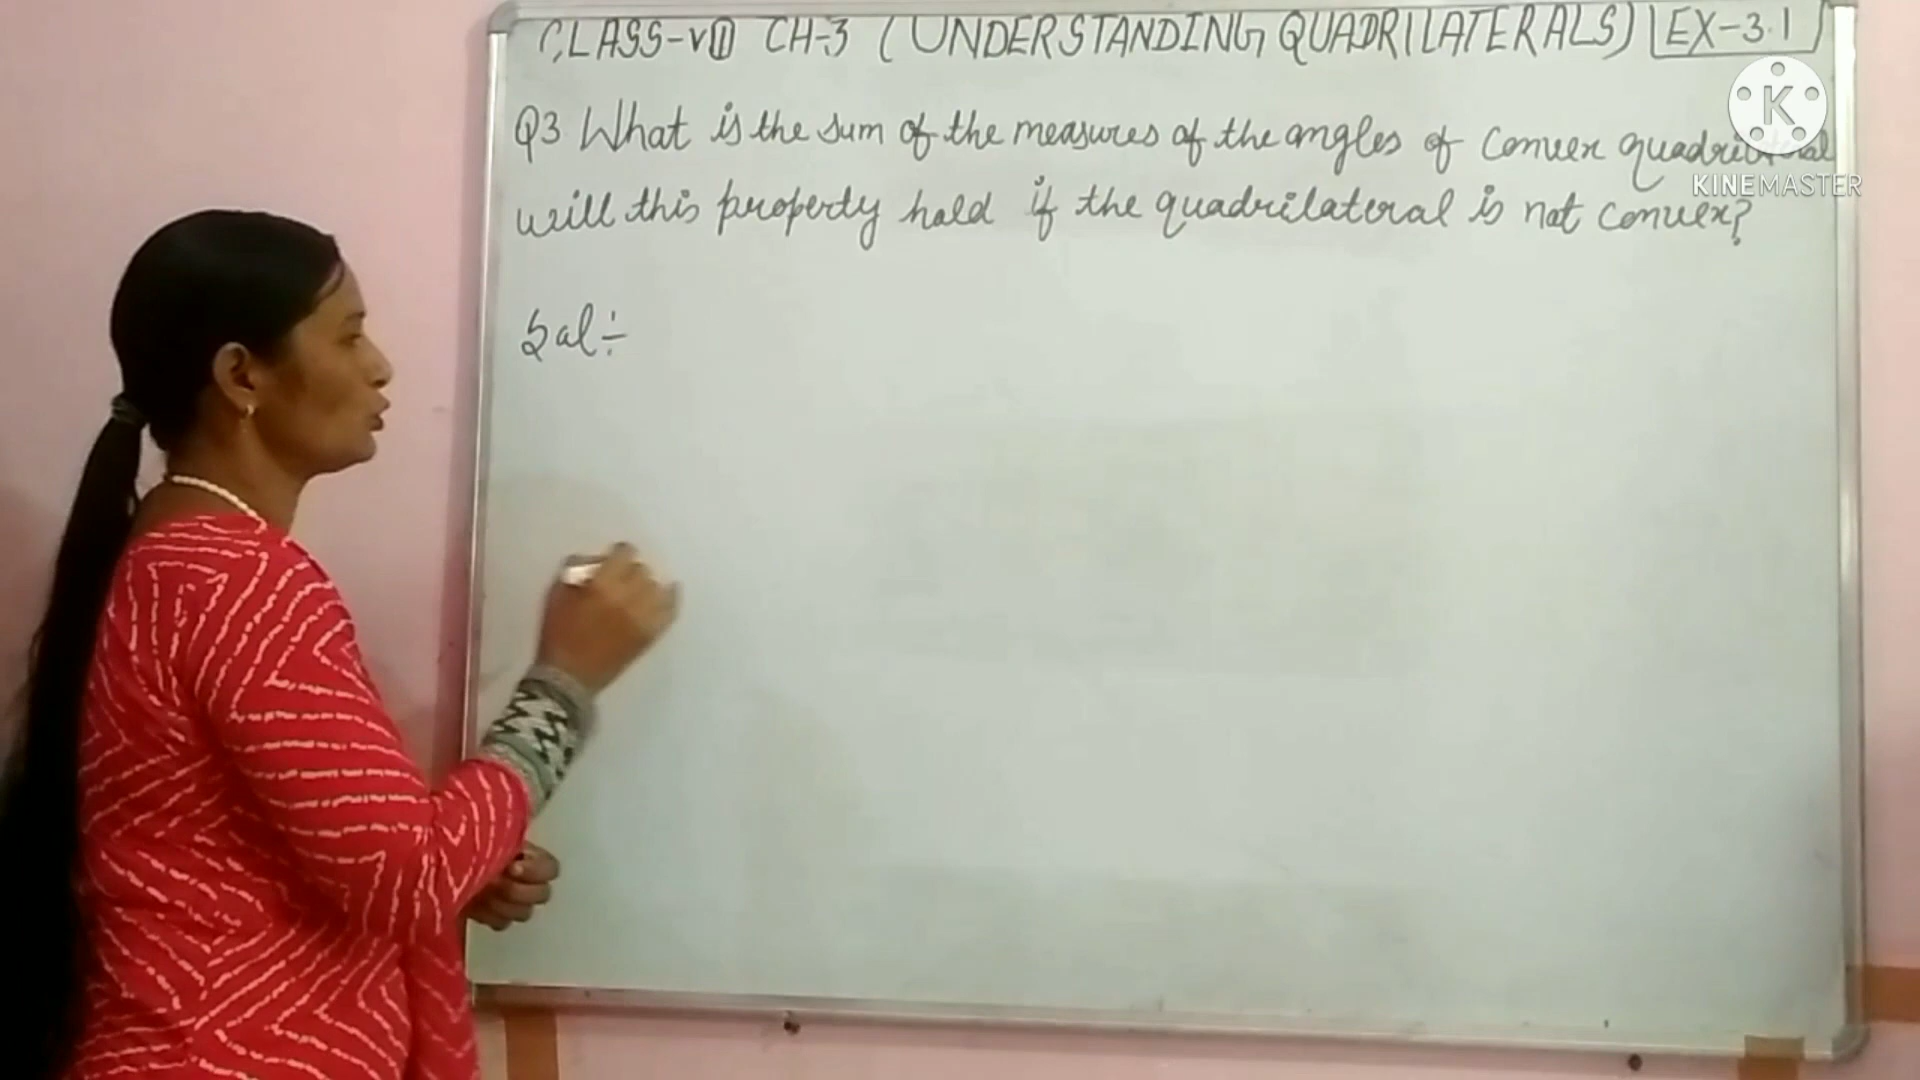 CLASS-VIII CH-3 (UNDERSTANDING QUADRILATERALS) EX-3.1
Q3 What is the sum of the measures of the angles of convex quadrilateral
will this property hold if the quadrilateral is not convex?
Sol÷
K
KINEMASTER